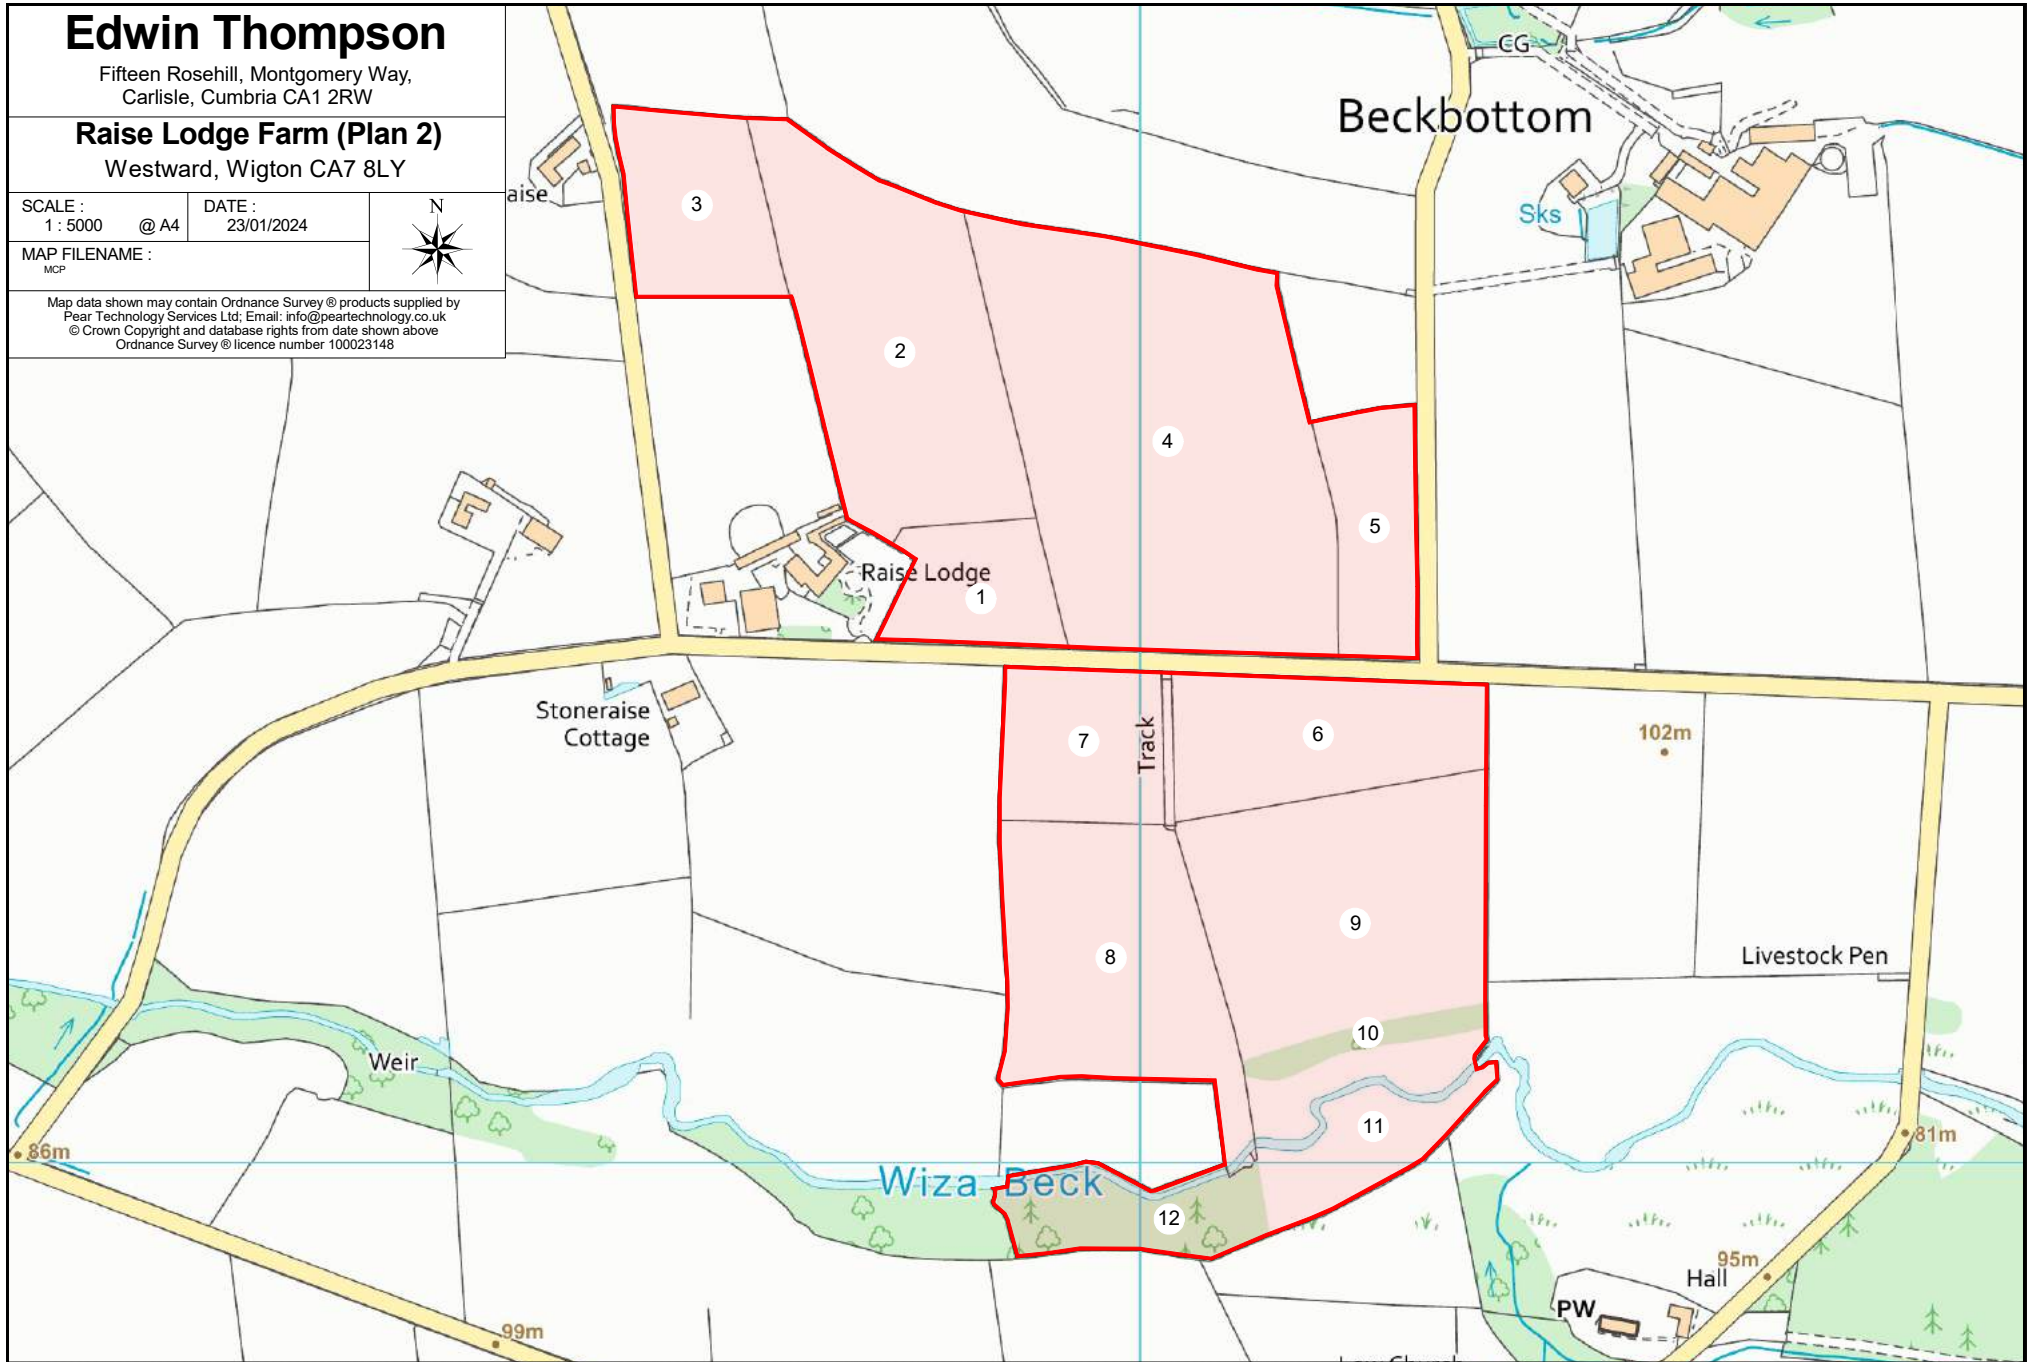 Edwin Thompson
Fifteen Rosehill, Montgomery Way,
Carlisle, Cumbria CA1 2RW
Raise Lodge Farm (Plan 2)
Westward, Wigton CA7 8LY
SCALE :
1 : 5000 @ A4
DATE :
23/01/2024
N
MAP FILENAME :
MCP
Map data shown may contain Ordnance Survey ® products supplied by
Pear Technology Services Ltd; Email: info@peartechnology.co.uk
© Crown Copyright and database rights from date shown above
Ordnance Survey ® licence number 100023148
CG
Beckbottom
aise
3
Sks
2
4
5
Raise Lodge
1
Stoneraise
Cottage
7
Track
6
102m
9
8
Livestock Pen
10
Weir
11
86m
81m
Wiza Beck
12
95m
Hall
PW
99m